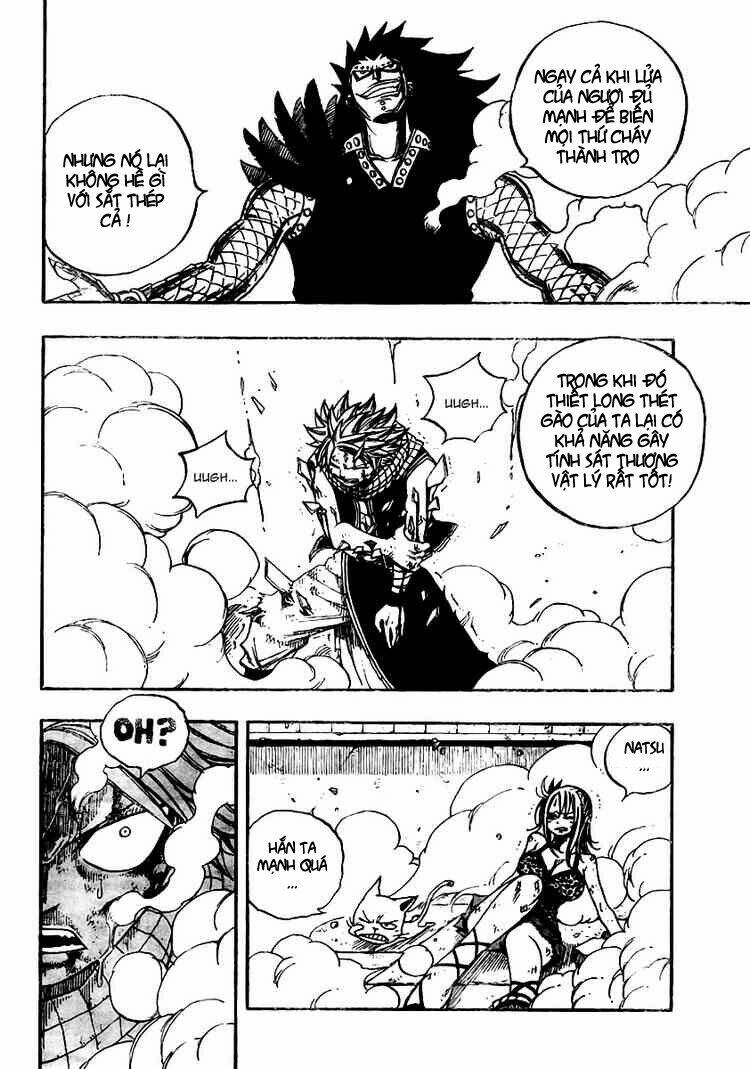 NGAY CẢ KHI LỬA
CỦA NGƯƠI ĐỦ
MẠNH ĐỂ BIẾN
MỌI THỨ CHÁY
THÀNH TRO
NHƯNG NÓ LẠI
KHÔNG HỀ GÌ
VỚI SẮT THÉP
CẢ !
TRONG KHI ĐÓ
THIẾT LONG THÉT
GÀO CỦA TA LẠI CÓ
KHẢ NĂNG GÂY
TÍNH SÁT THƯƠNG
VẬT LÝ RẤT TỐT!
UUGH...
UUGH...
OH?
NATSU
...
HẮN TA
MẠNH QUÁ
...